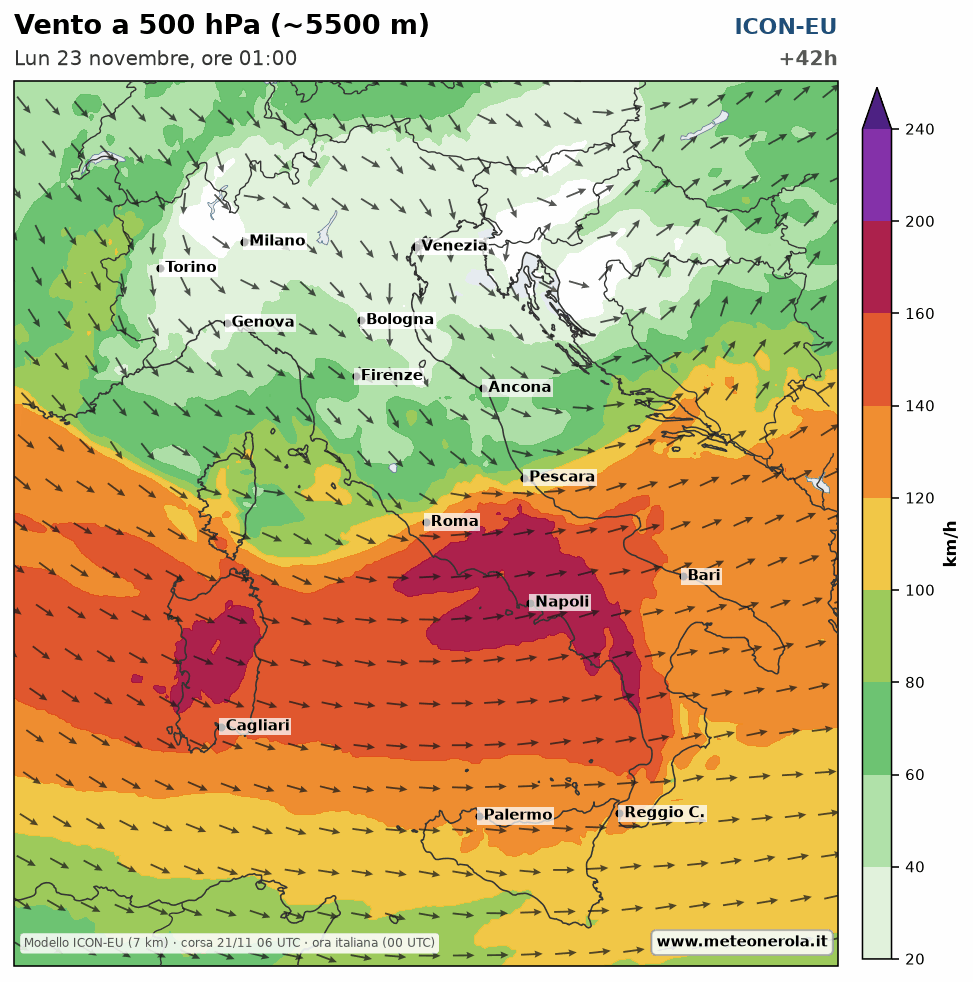 Vento a 500 hPa (~5500 m)
ICON-EU
Lun 23 novembre, ore 01:00
+42h
Milano
Venezia
Torino
Genova
Bologna
Firenze
Ancona
Pescara
Roma
Bari
Napoli
Cagliari
Palermo
Reggio C.
240
200
160
140
120
100
80
60
40
20
km/h
Modello ICON-EU (7 km) · corsa 21/11 06 UTC · ora italiana (00 UTC)
www.meteonerola.it